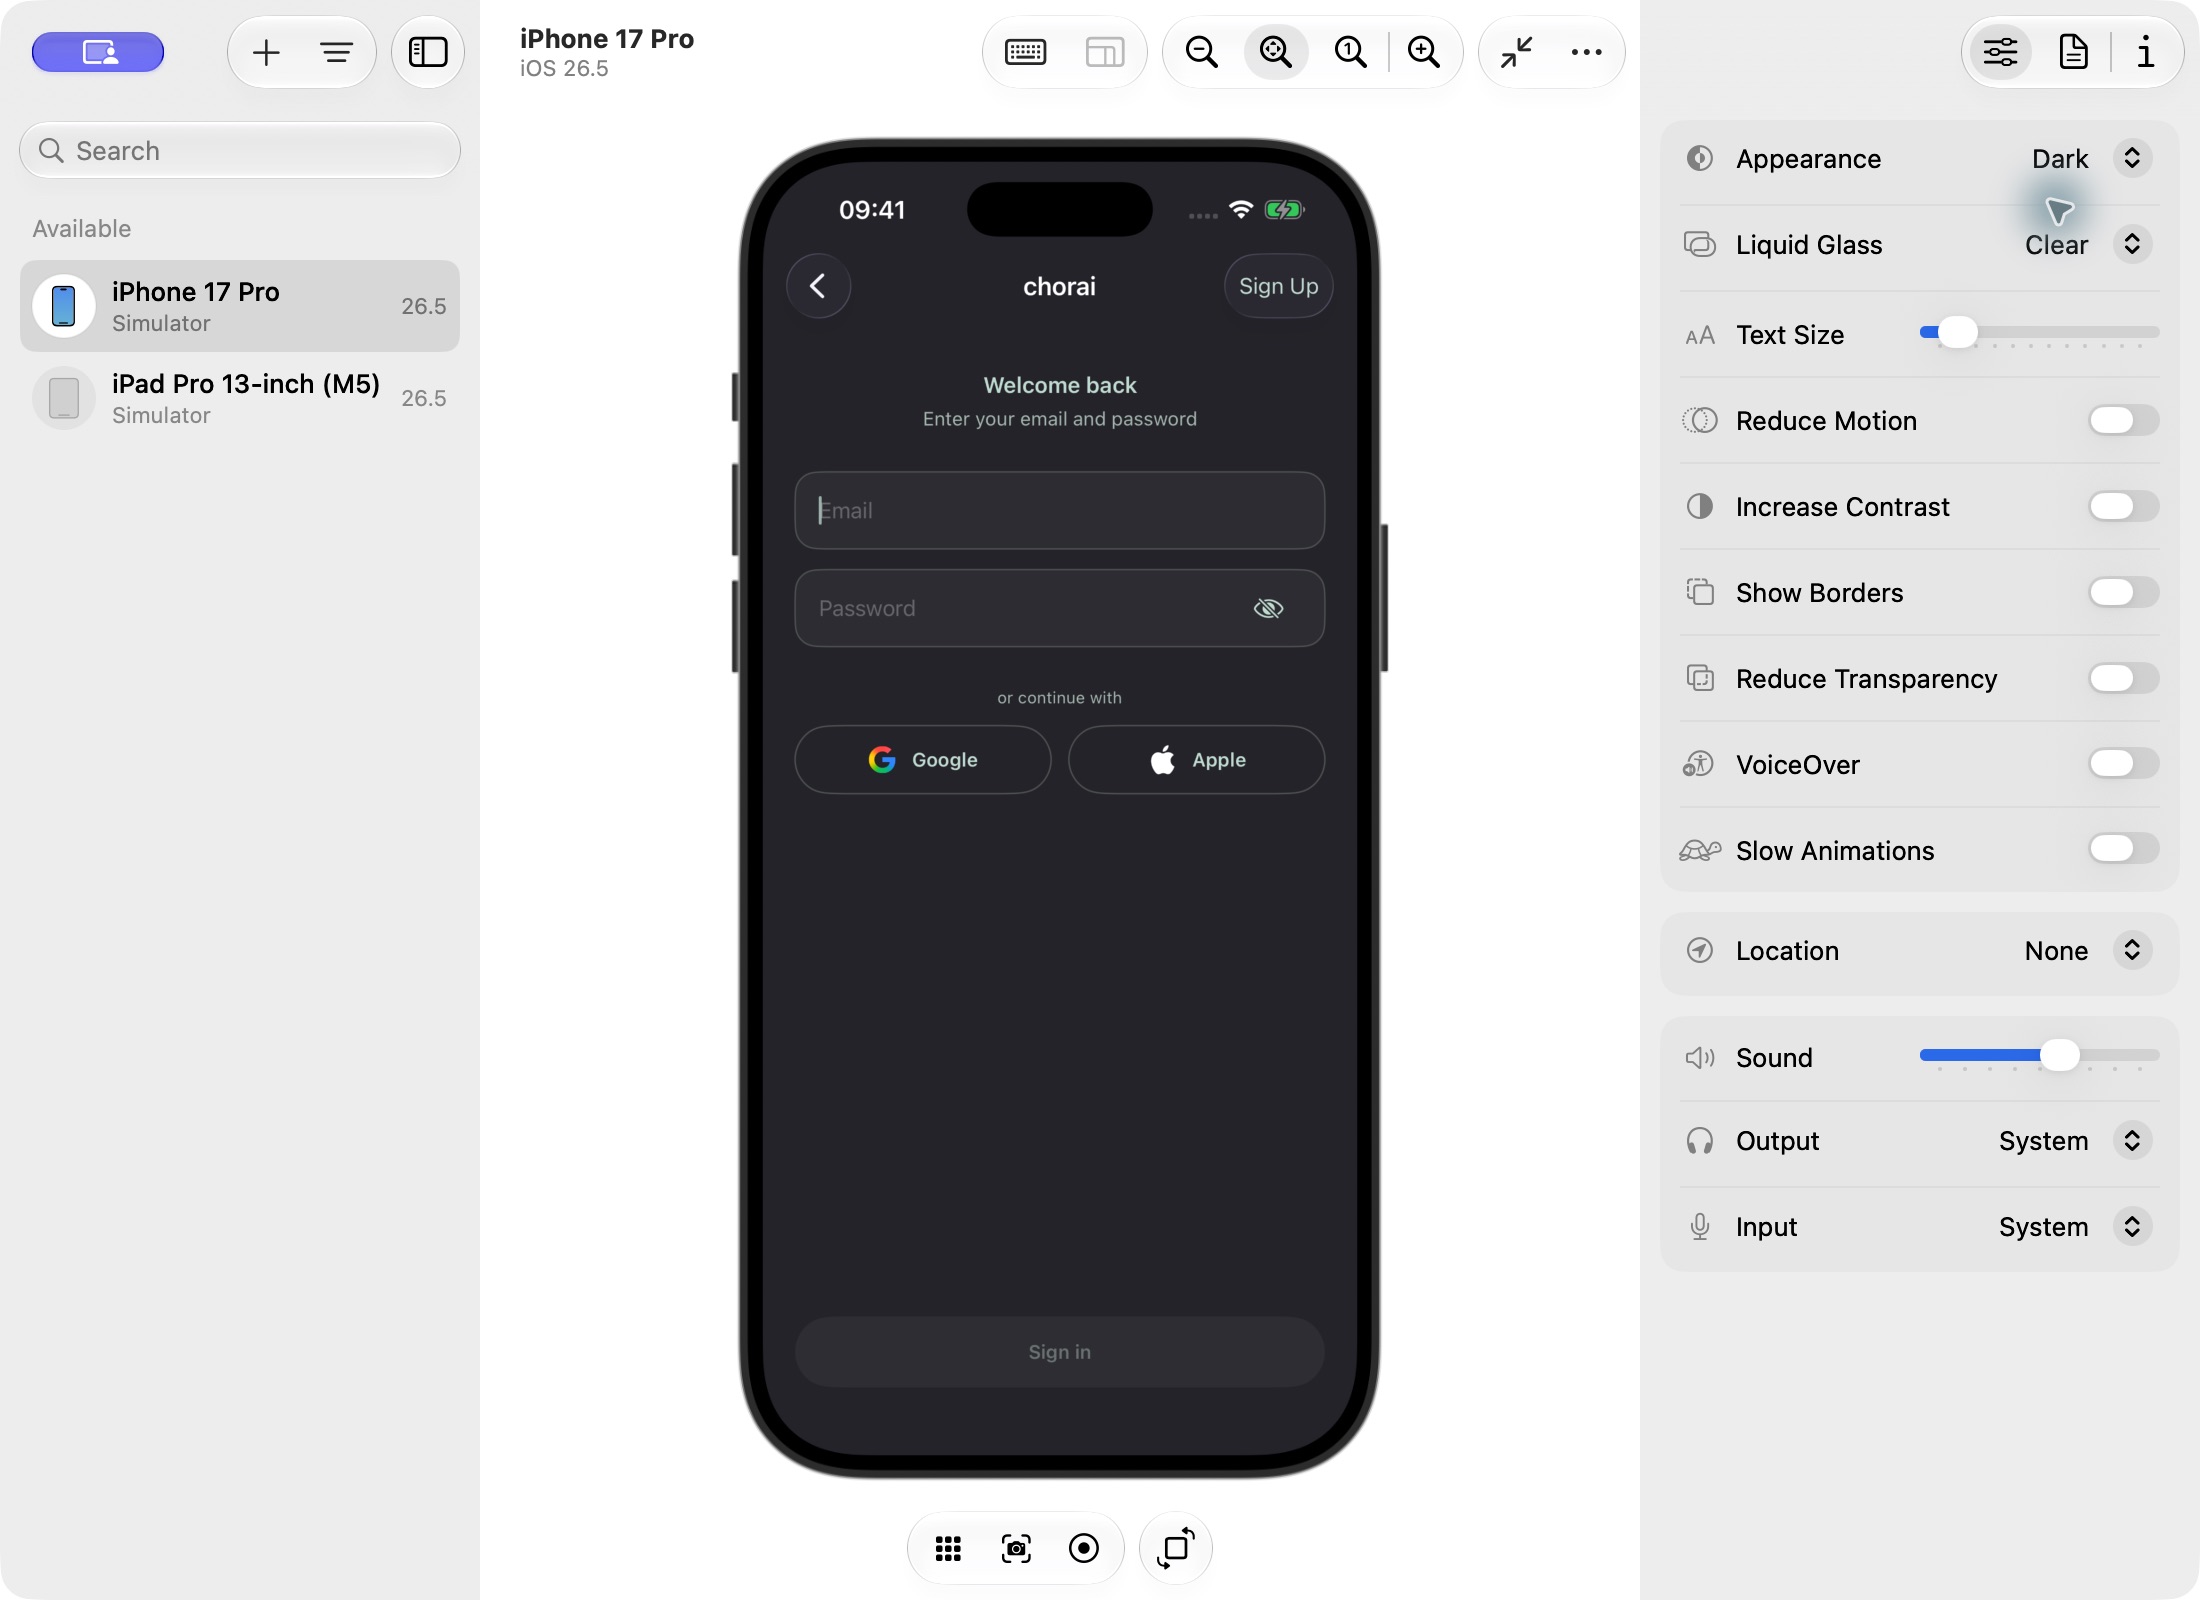 Search
Available
iPhone 17 Pro
Simulator
26.5
iPad Pro 13-inch (M5)
Simulator
26.5
iPhone 17 Pro
iOS 26.5
09:41
chorai
Sign Up
Welcome back
Enter your email and password
Email
Password
or continue with
Google
Apple
Sign in
Appearance
Dark
Liquid Glass
Clear
AA
Text Size
Reduce Motion
Increase Contrast
Show Borders
Reduce Transparency
VoiceOver
Slow Animations
Location
None
Sound
Output
System
Input
System